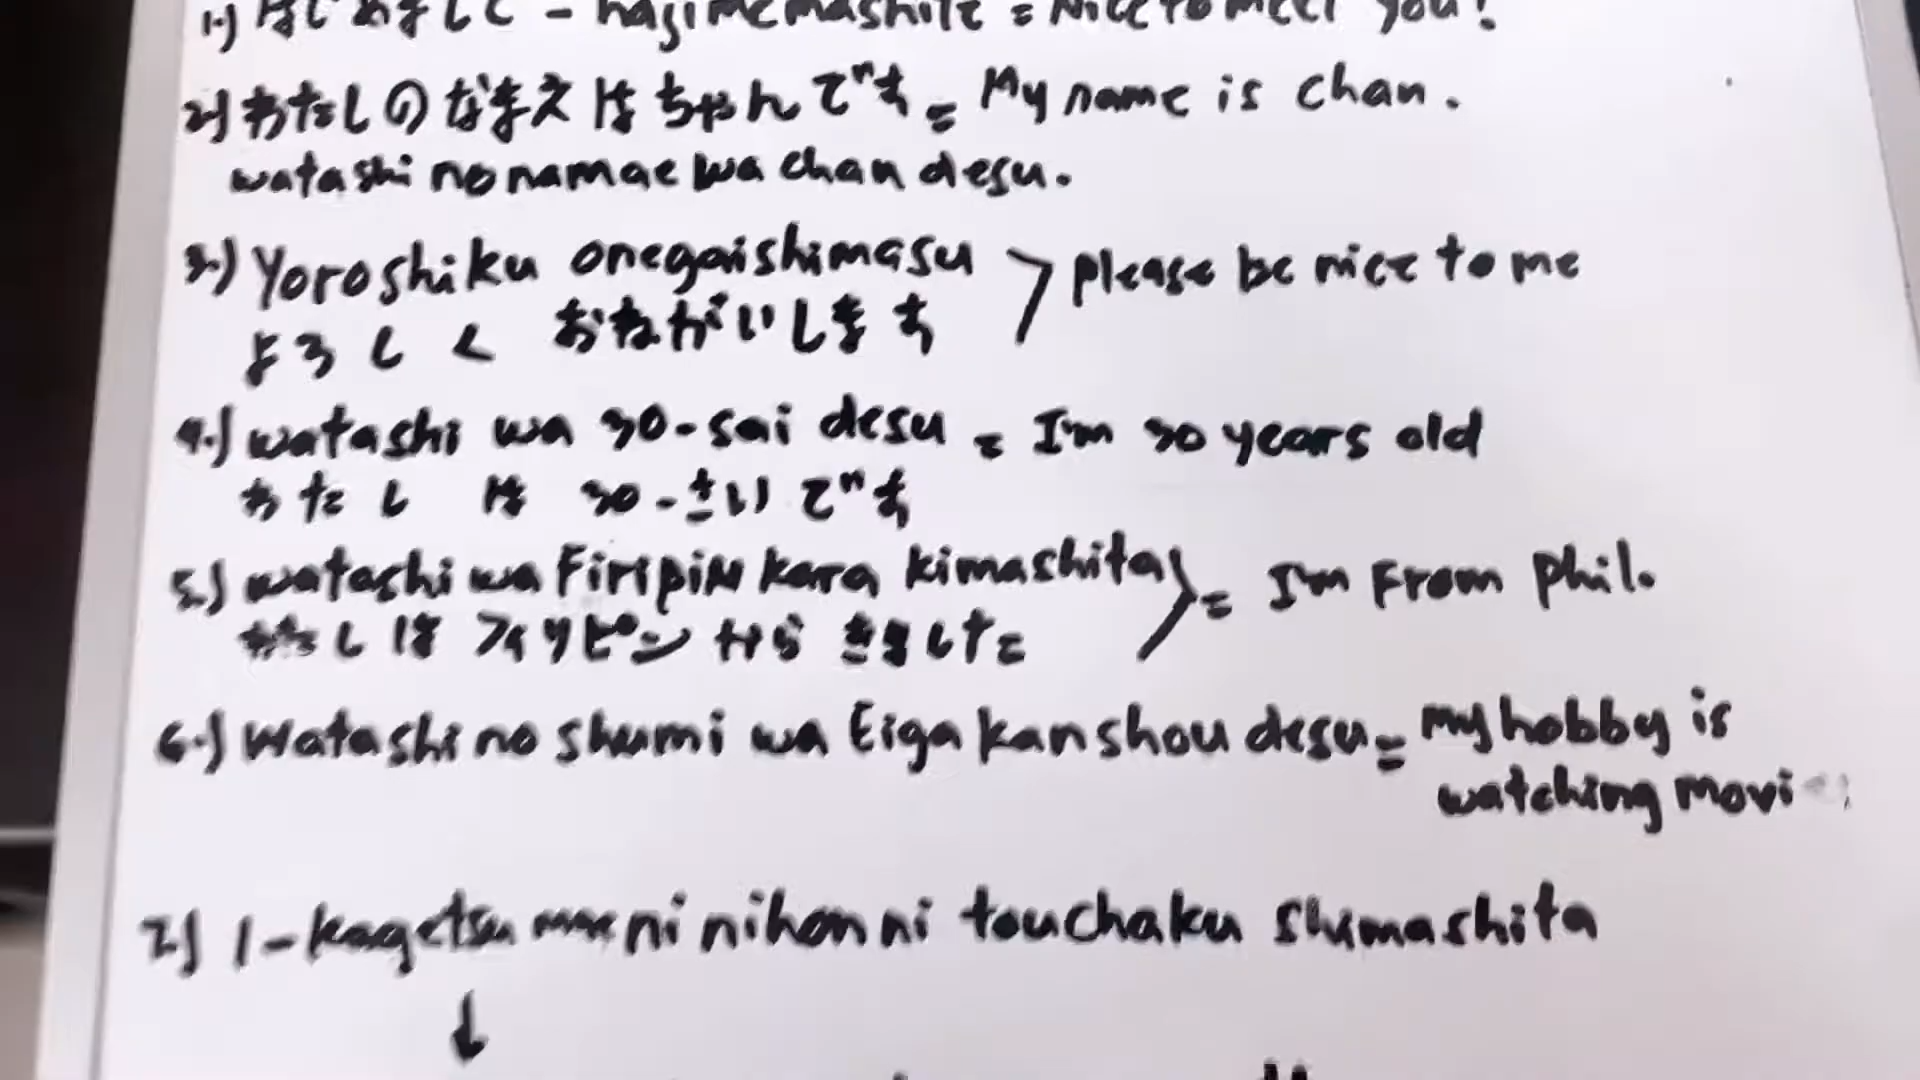 1.) はじめまして - hagimemashite = Nice to meet you!
2.) わたしのなまえはちゃんです = My name is chan.
watashi no namae wa chan desu.
3.) Yoroshiku onegaishimasu > please be nice to me
よろしく おねがいします
4.) watashi wa 30-sai desu = I'm 30 years old
わたし は 30-さいです
5.) watashi wa Firipin kara kimashita = I'm From phil.
わたしは フィリピン から きました
6.) Watashi no shumi wa Eiga kanshou desu = my hobby is
watching movi
7.) 1-kagetsu mae ni nihon ni touchaku shimashita